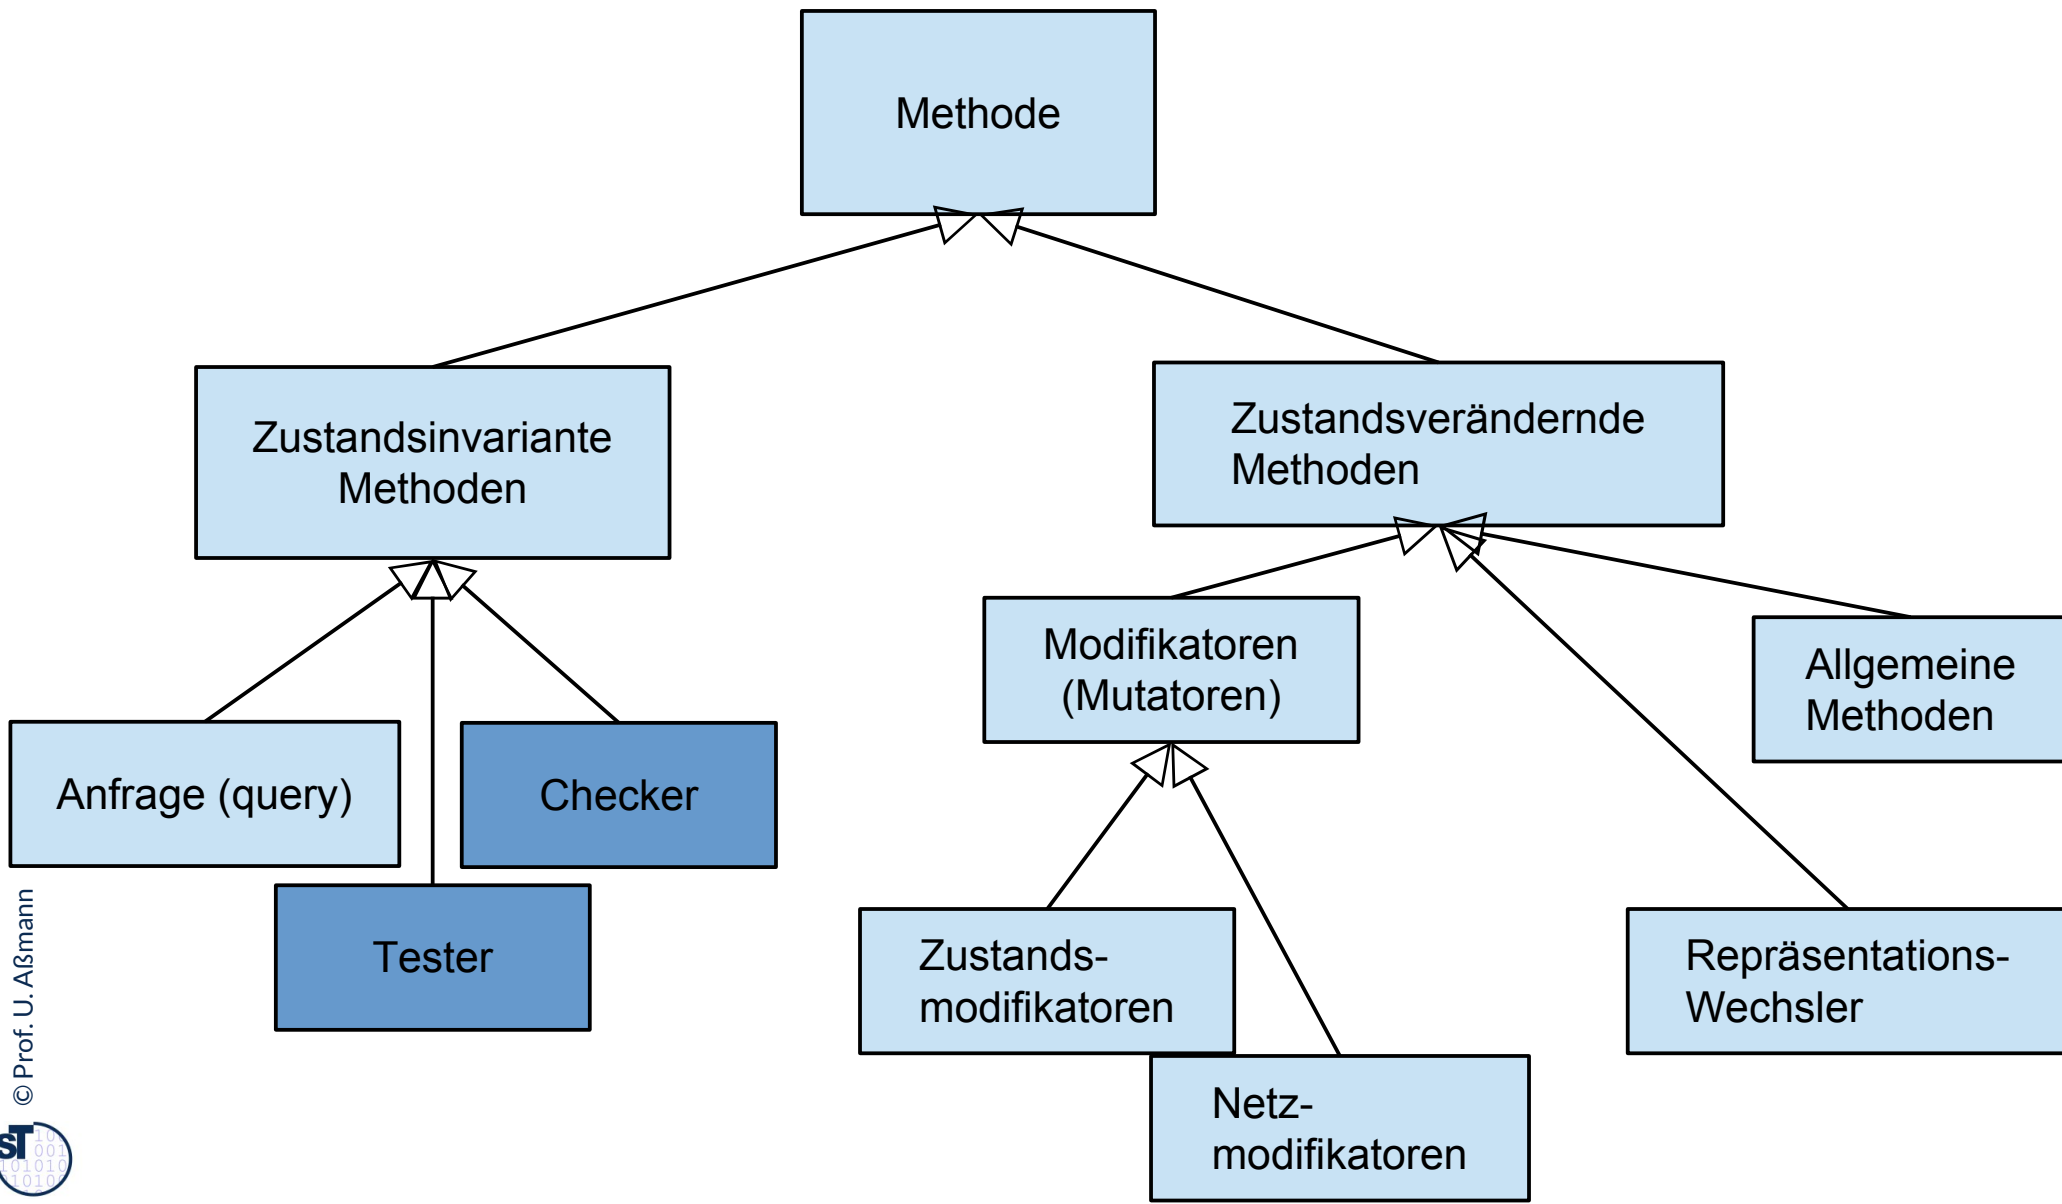 Methode
Zustandsinvariante
Methoden
Zustandsverändernde
Methoden
Modifikatoren
(Mutatoren)
Allgemeine
Methoden
Anfrage (query)
Checker
Tester
Zustands-
modifikatoren
Repräsentations-
Wechsler
Netz-
modifikatoren
© Prof. U. Aßmann
sT